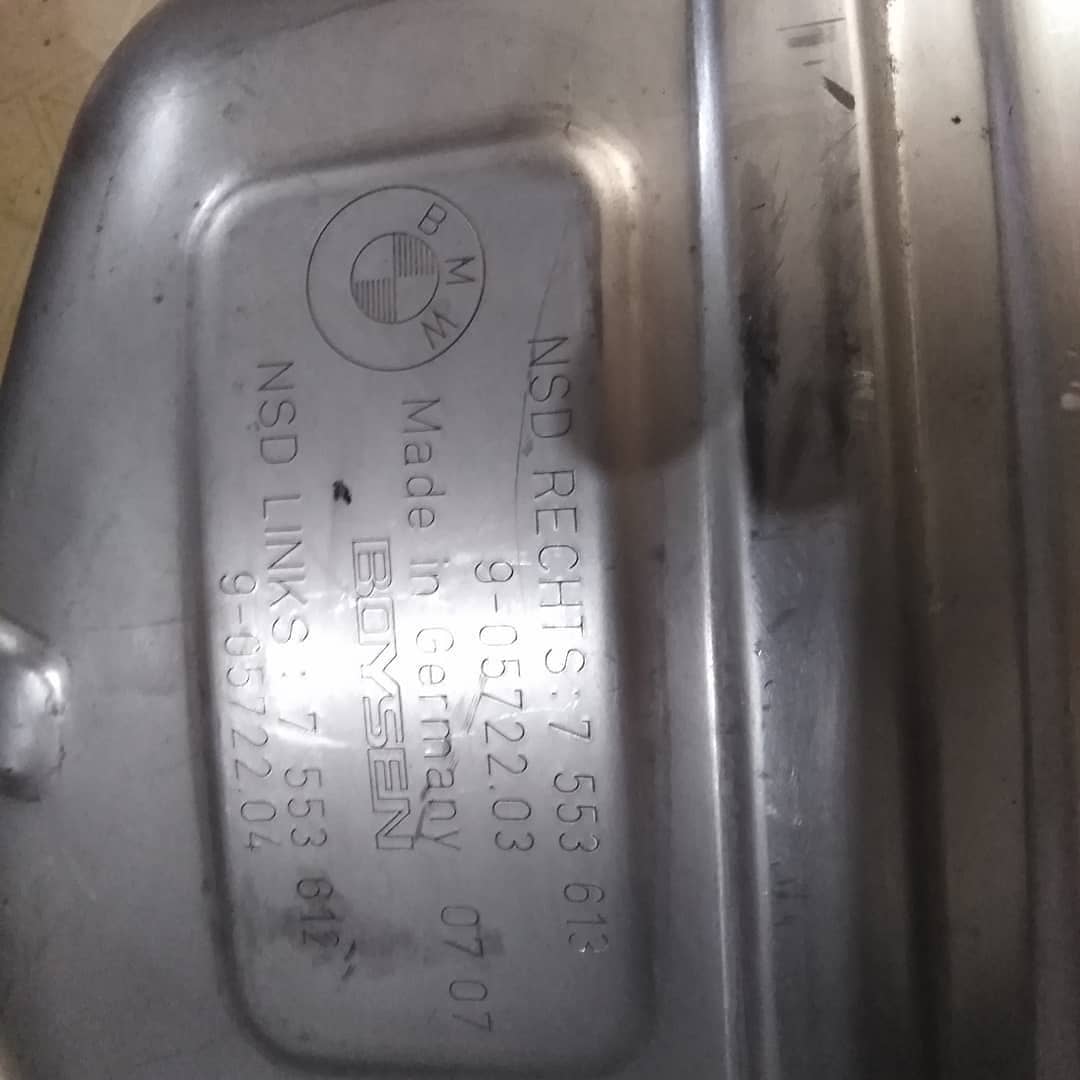 BMW
NSD RECHTS: 7 553 613
9-05722.03
Made in Germany 07 07
BOYSEN
NSD LINKS: 7 553 612
9-05722.04